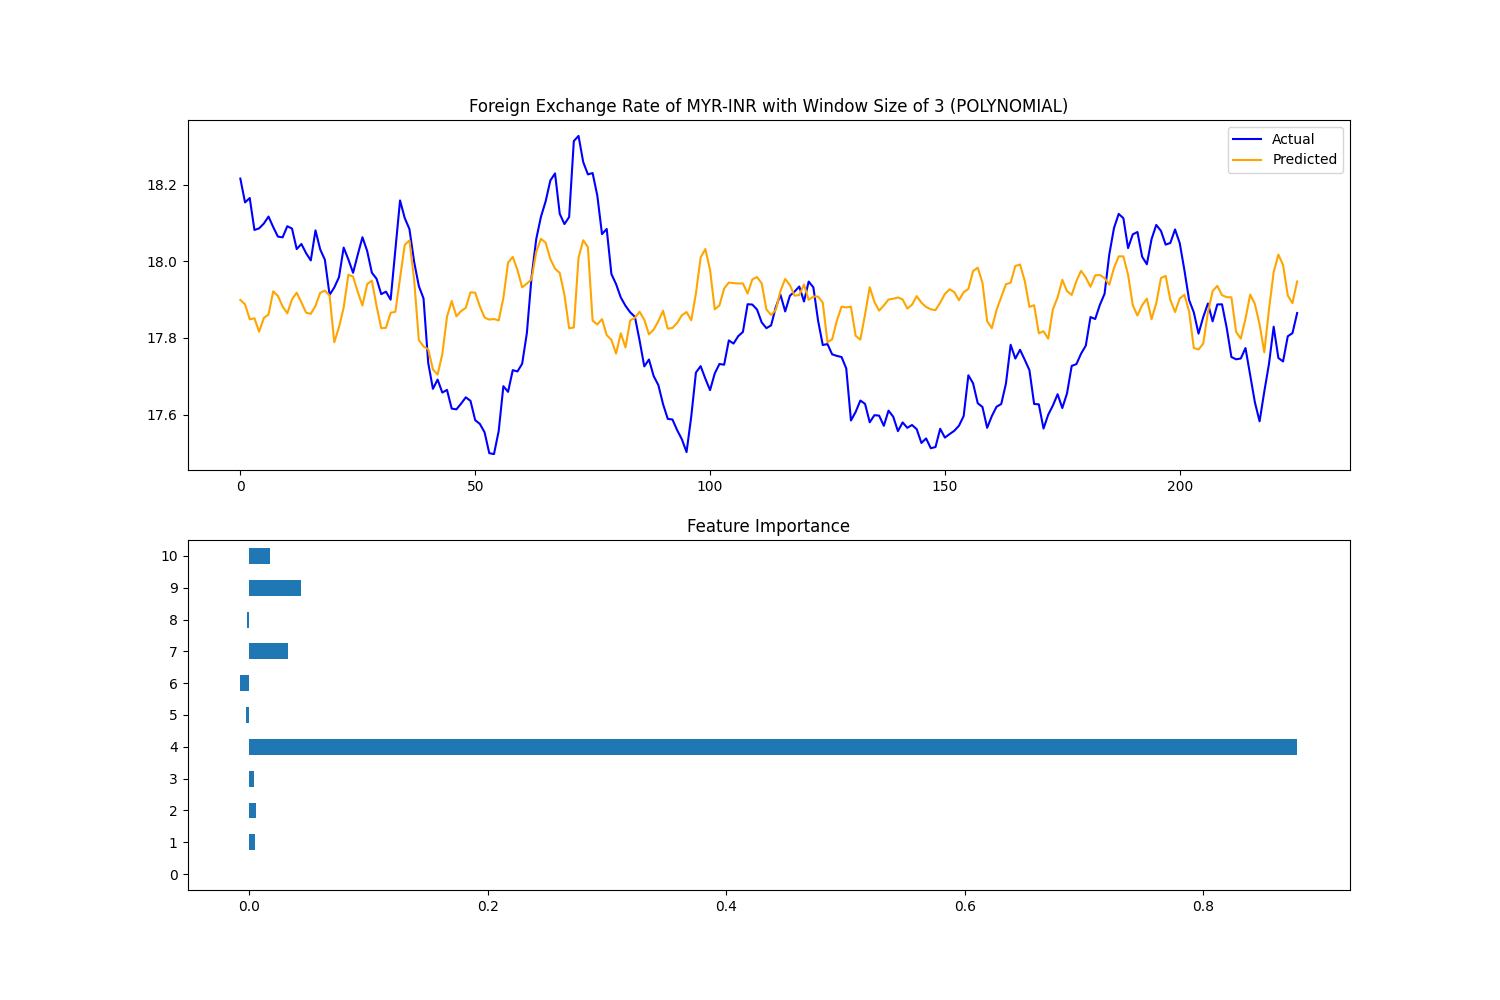 Foreign Exchange Rate of MYR-INR with Window Size of 3 (POLYNOMIAL)
Actual
Predicted
18.2
18.0
17.8
17.6
0 50 100 150 200
Feature Importance
10
9
8
7
6
5
4
3
2
1
0
0.0 0.2 0.4 0.6 0.8